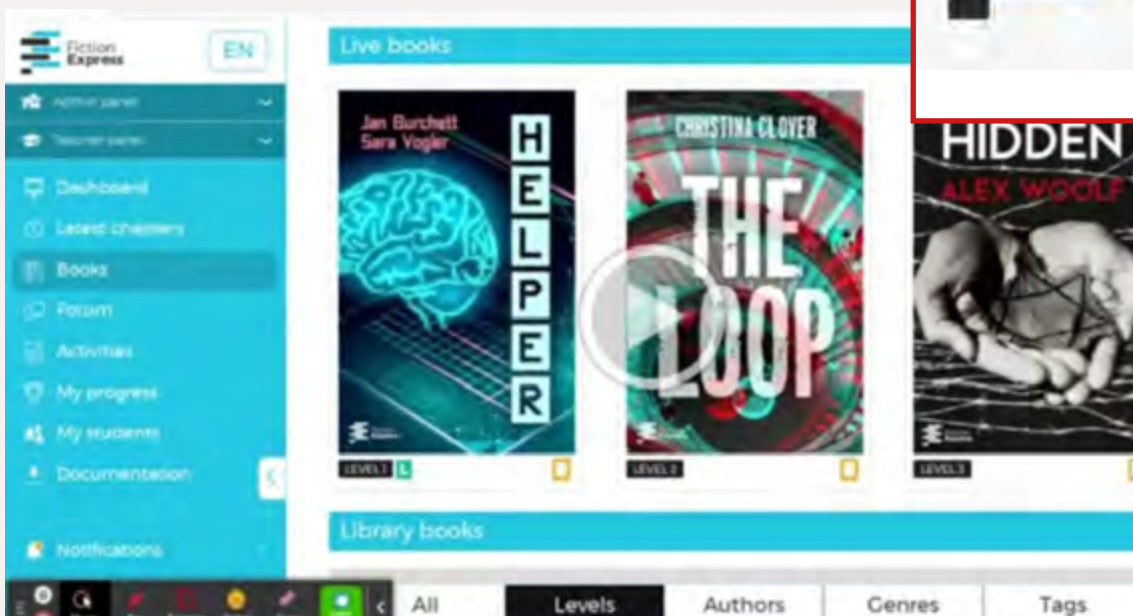 Fiction
Express
EN
Admin panel
Teacher panel
Dashboard
Latest chapters
Books
Forum
Activities
My progress
My students
Documentation
Notifications
Live books
Jan Burchett
Sara Vogler
HELPER
LEVEL 1 L
CHRISTINA CLOVER
THE
LOOP
LEVEL 2
HIDDEN
ALEX WOOLF
LEVEL 3
Library books
All Levels Authors Genres Tags